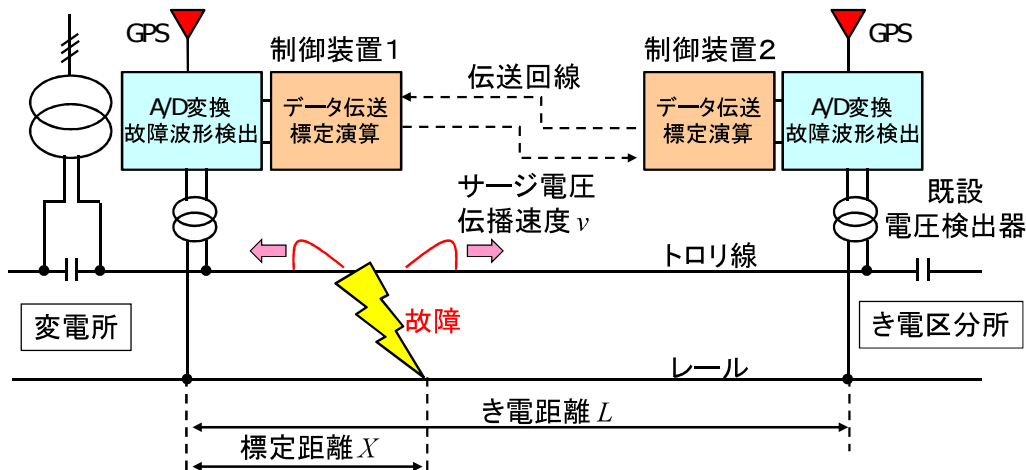 GPS
GPS
制御装置1
制御装置2
伝送回線
A/D変換
故障波形検出
データ伝送
標定演算
データ伝送
標定演算
A/D変換
故障波形検出
サージ電圧
伝播速度v
既設
電圧検出器
トロリ線
変電所
故障
き電区分所
レール
き電距離L
標定距離X